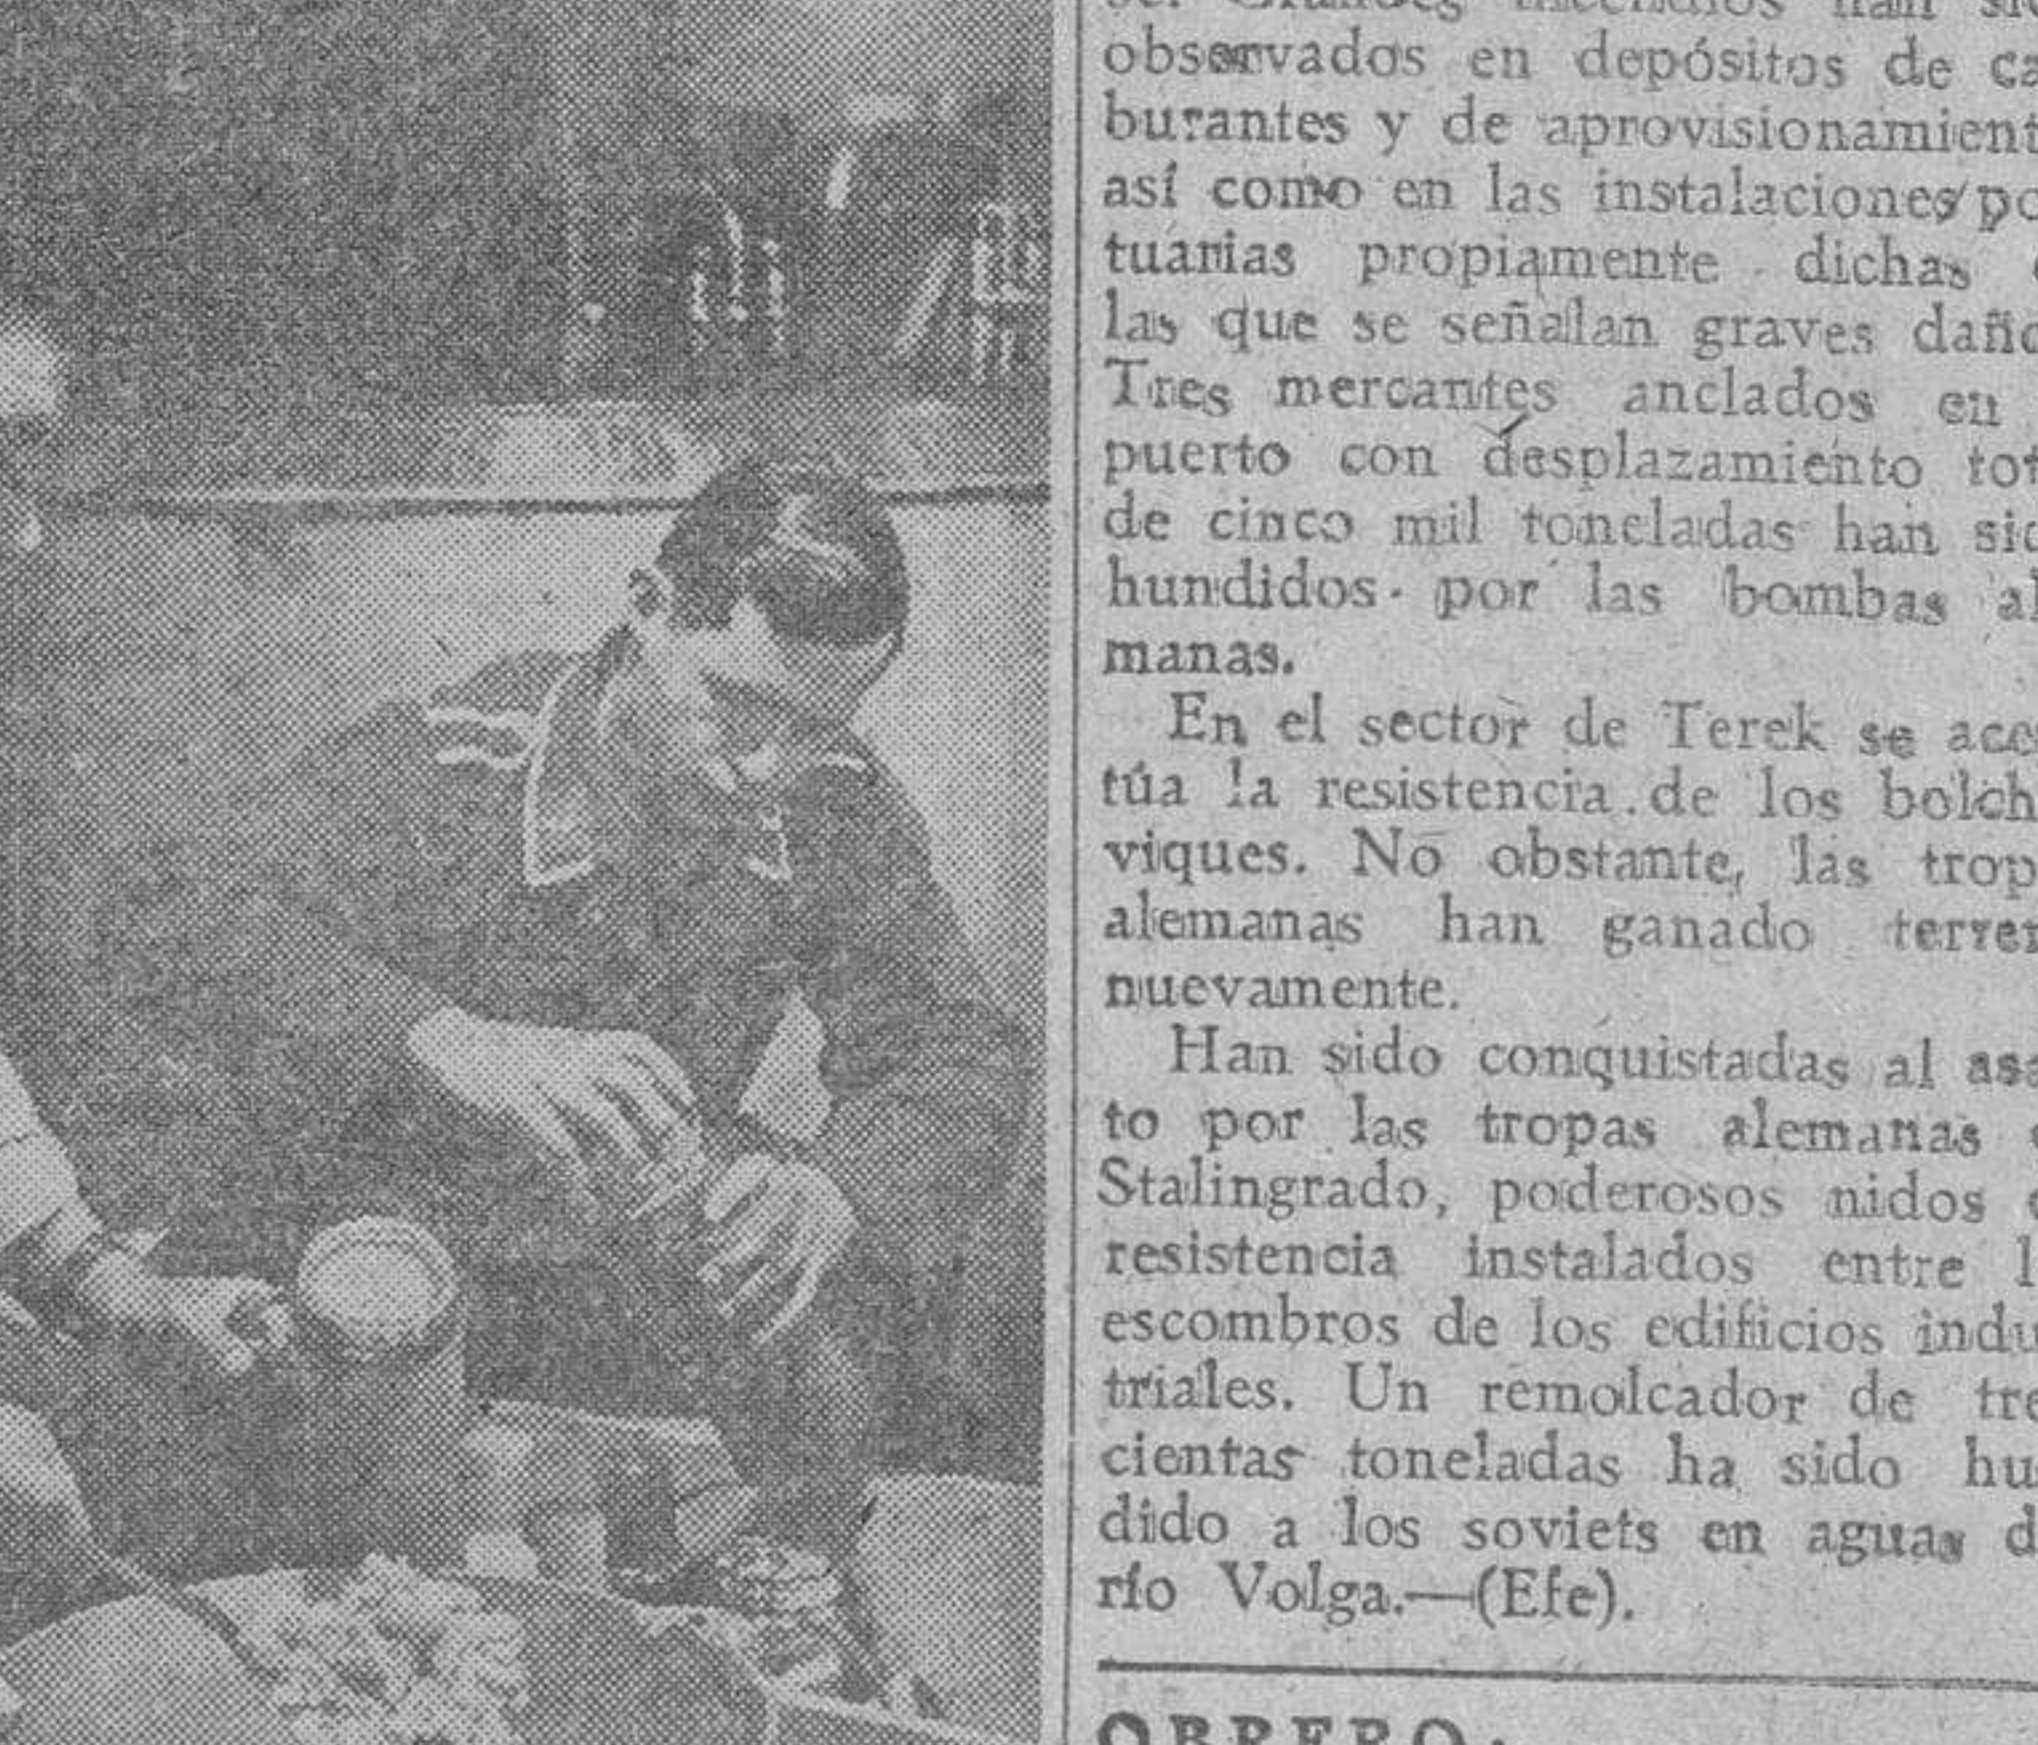 observados en depósitos de ca
burantes y de aprovisionamient
así como en las instalaciones po
tuarias propiamente dichas
las que se señalan graves daño
Tres mercantes anclados en
puerto con desplazamiento tot
de cinco mil toneladas han sid
hundidos por las bombas al
manas.
En el sector de Terek se acen
túa la resistencia de los bolch
viques. No obstante, las trop
alemanas han ganado terren
nuevamente.
Han sido conquistadas al asa
to por las tropas alemanas
Stalingrado, poderosos nidos
resistencia instalados entre l
escombros de los edificios indu
triales. Un remolcador de tre
cientas toneladas ha sido hu
dido a los soviets en aguas d
río Volga.—(Efe).
OBRERO: